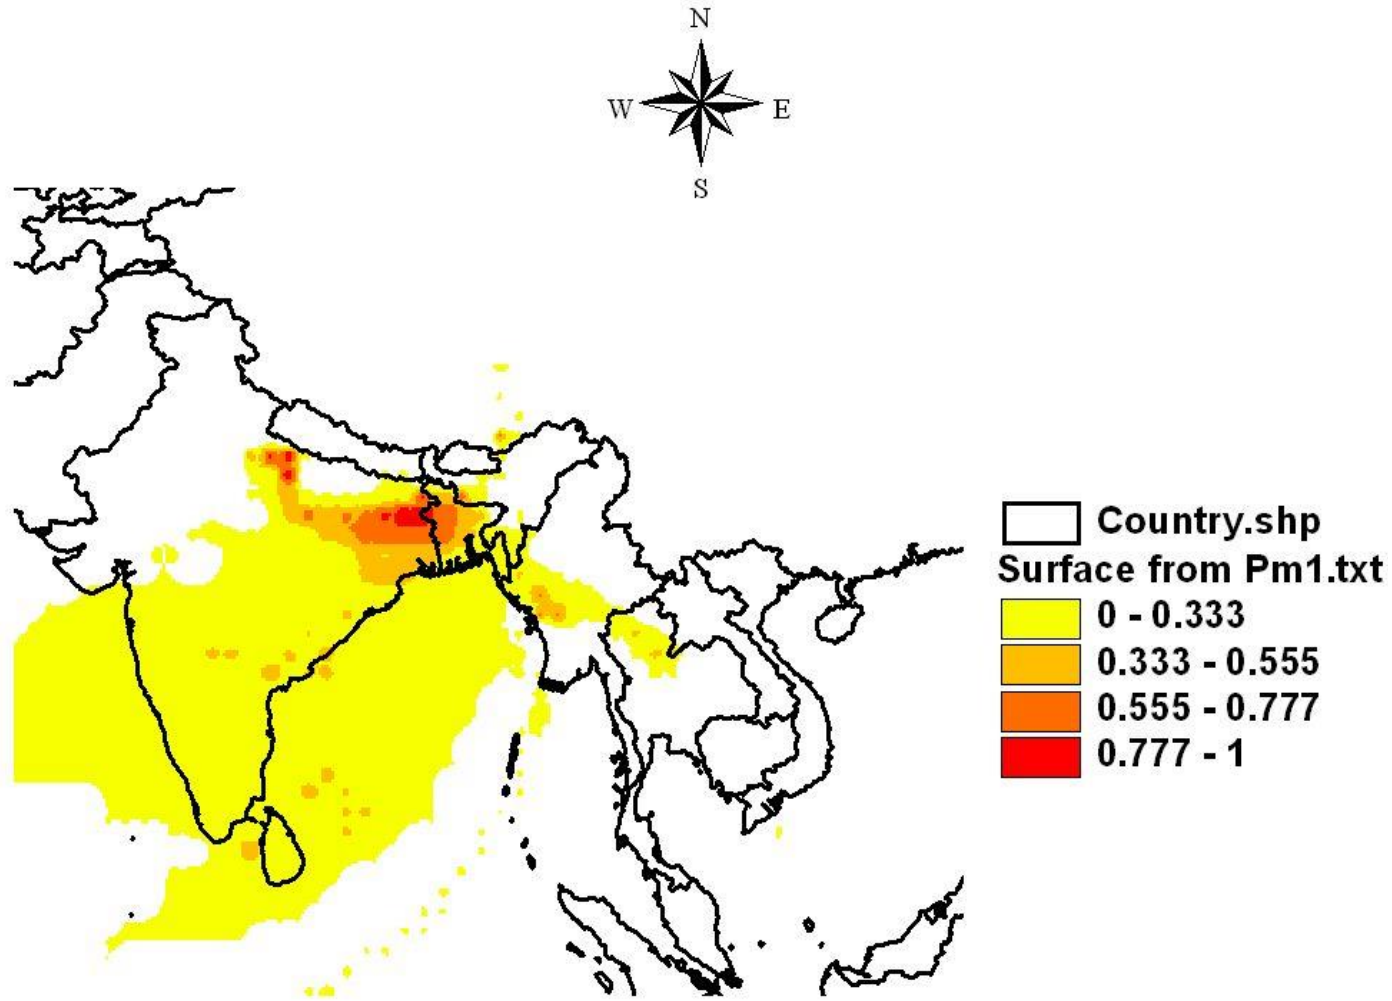 N
W
E
S
Country.shp
Surface from Pm1.txt
0 - 0.333
0.333 - 0.555
0.555 - 0.777
0.777 - 1